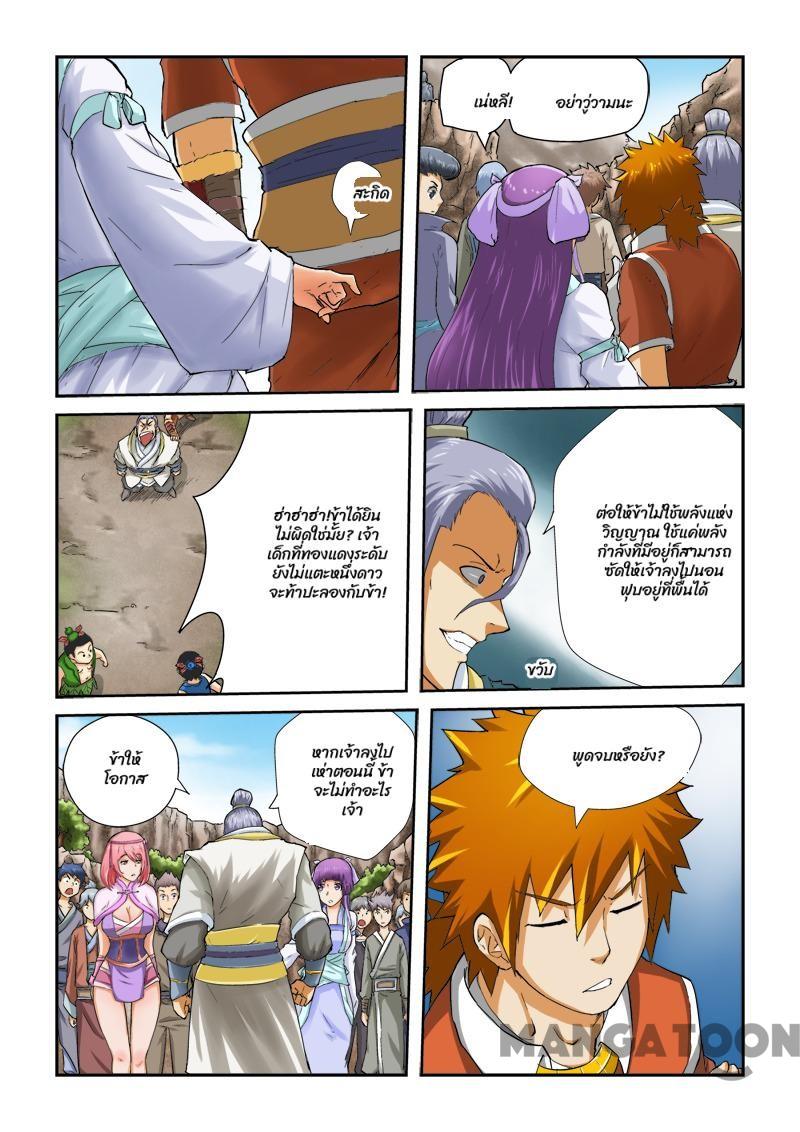 สะกิด
เน่หลี!
อย่าวู่วามนะ
ฮ่าฮ่าฮ่าเข้าได้ยิน
ไม่ผิดใช่มั้ย? เจ้า
เด็กที่ทองแดงระดับ
ยังไม่แตะหนึ่งดาว
จะท้าปะลองกับข้า!
ต่อให้ข้าไม่ใช้พลังแห่ง
วิญญาณ ใช้แค่พลัง
กำลังที่มีอยู่ก็สามารถ
ซัดให้เจ้าลงไปนอน
ฟุบอยู่ที่พื้นได้
ขวับ
ข้าให้
โอกาส
หากเจ้าลงไป
เห่าตอนนี้ ข้า
จะไม่ทำอะไร
เจ้า
พูดจบหรือยัง?
MANGATOON